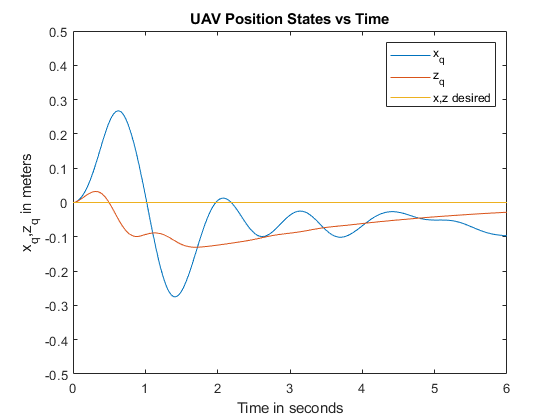 UAV Position States vs Time
0.5
0.4
0.3
0.2
0.1
0
-0.1
-0.2
-0.3
-0.4
-0.5
x_q,z_q in meters
x_q
z_q
x,z desired
0 1 2 3 4 5 6
Time in seconds